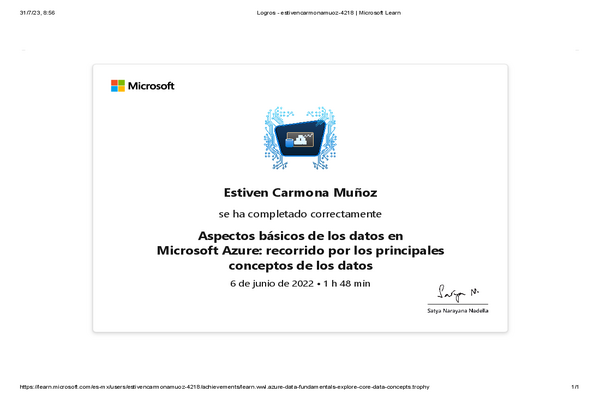 31/7/23, 8:56
Logros - estivencarmonamuoz-4218 | Microsoft Learn
Microsoft
Estiven Carmona Muñoz
se ha completado correctamente
Aspectos básicos de los datos en
Microsoft Azure: recorrido por los principales
conceptos de los datos
6 de junio de 2022 • 1 h 48 min
Satya N.
Satya Narayana Nadella
https://learn.microsoft.com/es-mx/users/estivencarmonamuoz-4218/achievements/learn.wwl.azure-data-fundamentals-explore-core-data-concepts.trophy
1/1